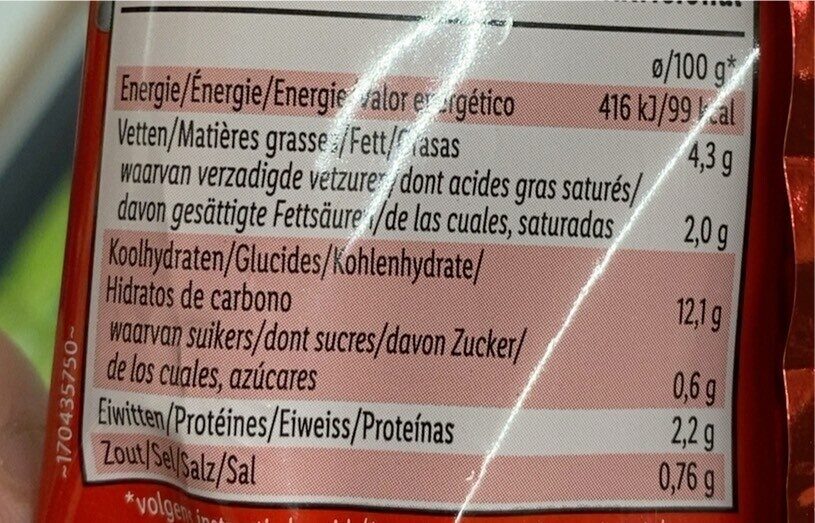 ø/100 g*
Energie/Énergie/Energie/Valor energético 416 kJ/99 kcal
Vetten/Matières grasses/Fett/Grasas 4,3 g
waarvan verzadigde vetzuren/dont acides gras saturés/
davon gesättigte Fettsäuren/de las cuales, saturadas 2,0 g
Koolhydraten/Glucides/Kohlenhydrate/
Hidratos de carbono 12,1 g
waarvan suikers/dont sucres/davon Zucker/
de los cuales, azúcares 0,6 g
Eiwitten/Protéines/Eiweiss/Proteínas 2,2 g
Zout/Sel/Salz/Sal 0,76 g
*volgens
~170435750~